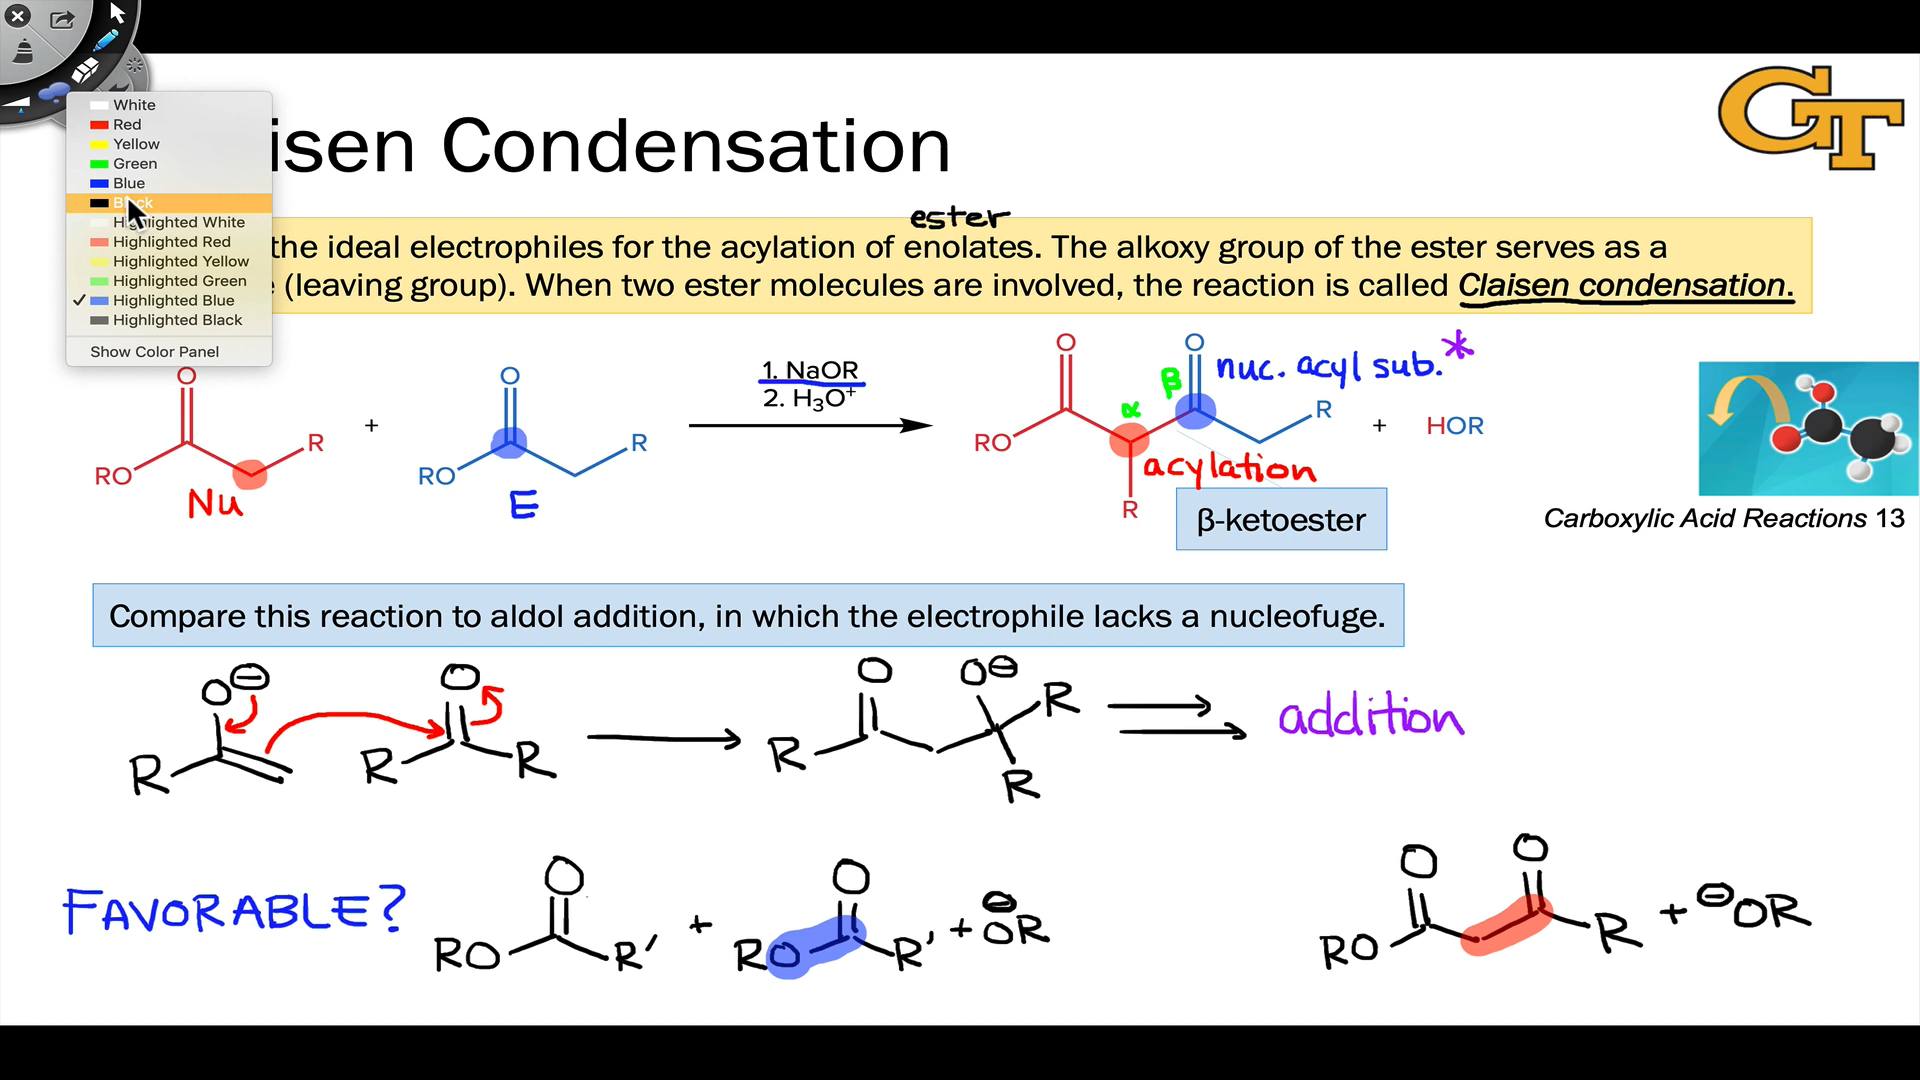 White
Red
Yellow
Green
Blue
Black
Highlighted White
Highlighted Red
Highlighted Yellow
Highlighted Green
Highlighted Blue
Highlighted Black
Show Color Panel
GT
isen Condensation
ester
the ideal electrophiles for the acylation of enolates. The alkoxy group of the ester serves as a
(leaving group). When two ester molecules are involved, the reaction is called Claisen condensation.
O RO R Nu
+
O RO R E
1. NaOR
2. H₃O⁺
O RO α β O R R
nuc. acyl sub.*
acylation
+ HOR
β-ketoester
Carboxylic Acid Reactions 13
Compare this reaction to aldol addition, in which the electrophile lacks a nucleofuge.
O⊖ R
O R R
O R O⊖ R R
addition
FAVORABLE?
O RO R′ + O RO R′ + ⊖OR
O RO O R + ⊖OR